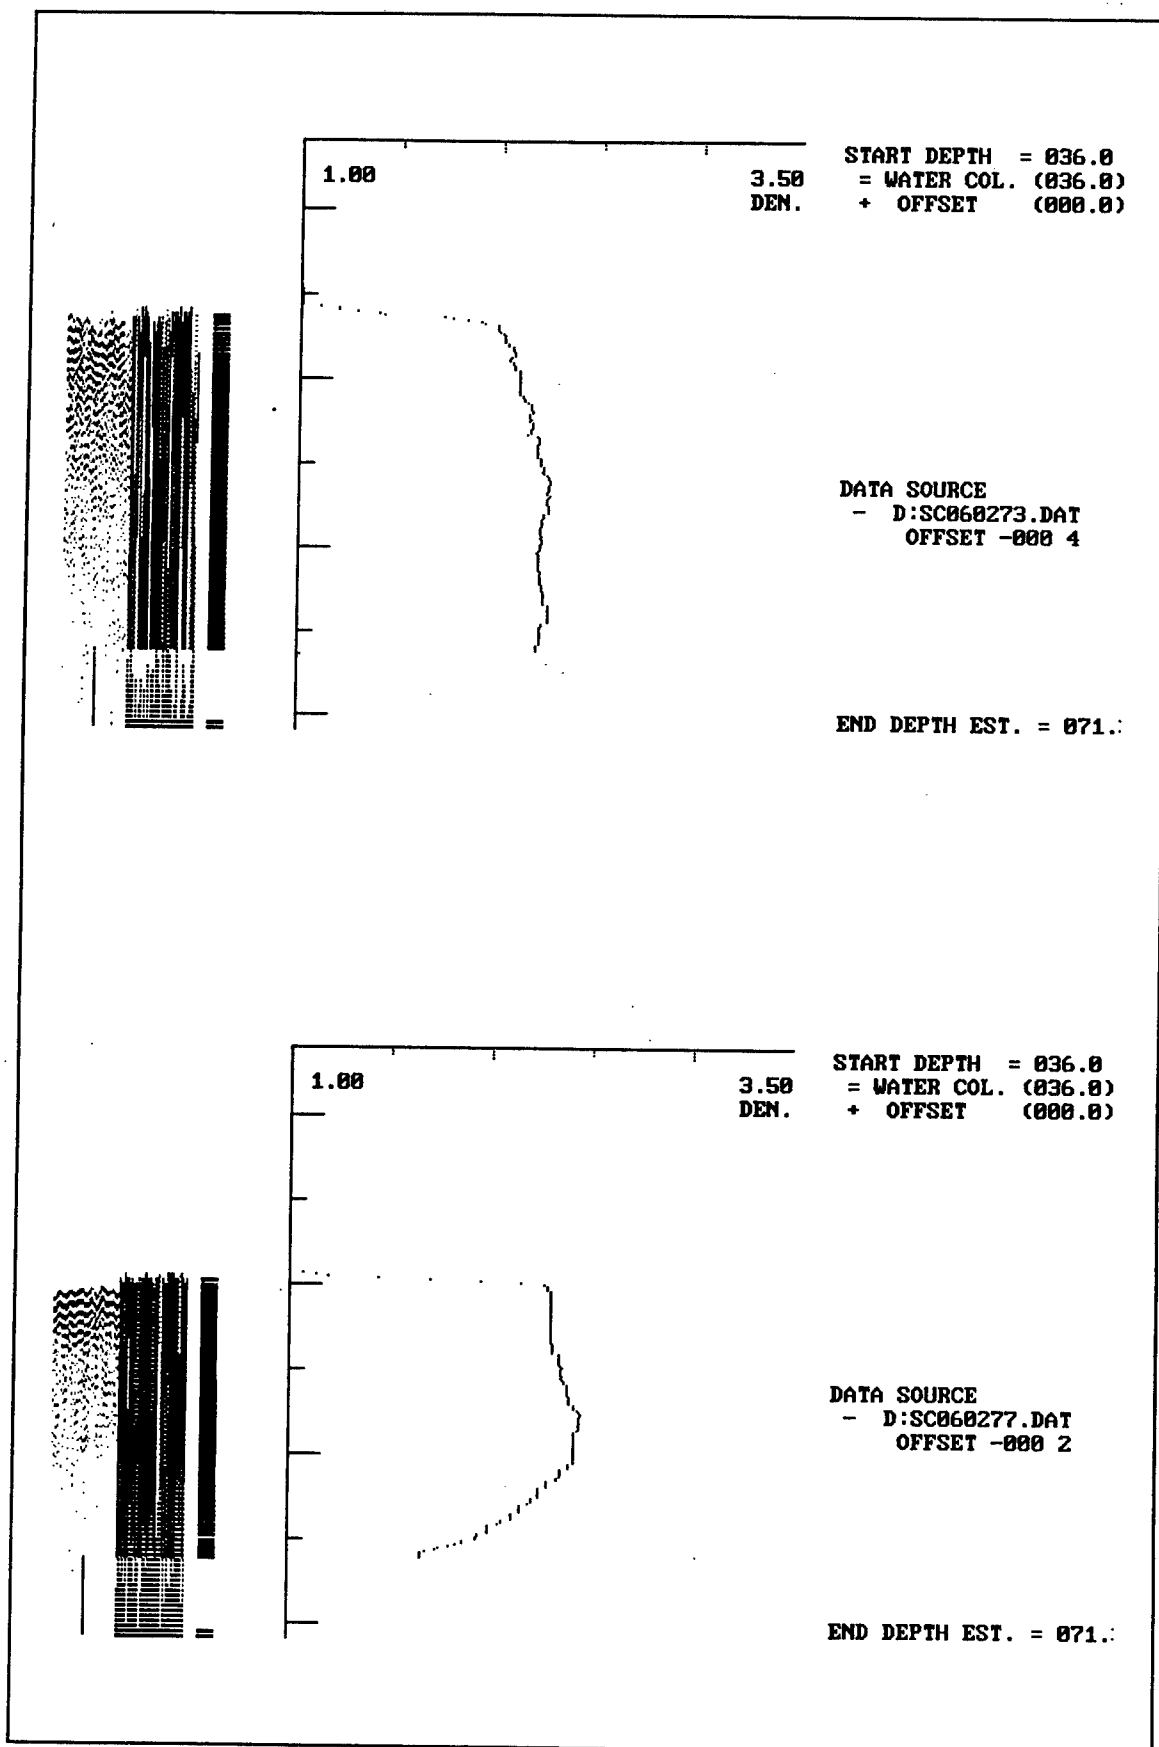 1.00
3.50
DEN.
START DEPTH = 036.0
= WATER COL. (036.0)
+ OFFSET (000.0)
DATA SOURCE
- D:SC060273.DAT
OFFSET -000 4
END DEPTH EST. = 071.
1.00
3.50
DEN.
START DEPTH = 036.0
= WATER COL. (036.0)
+ OFFSET (000.0)
DATA SOURCE
- D:SC060277.DAT
OFFSET -000 2
END DEPTH EST. = 071.